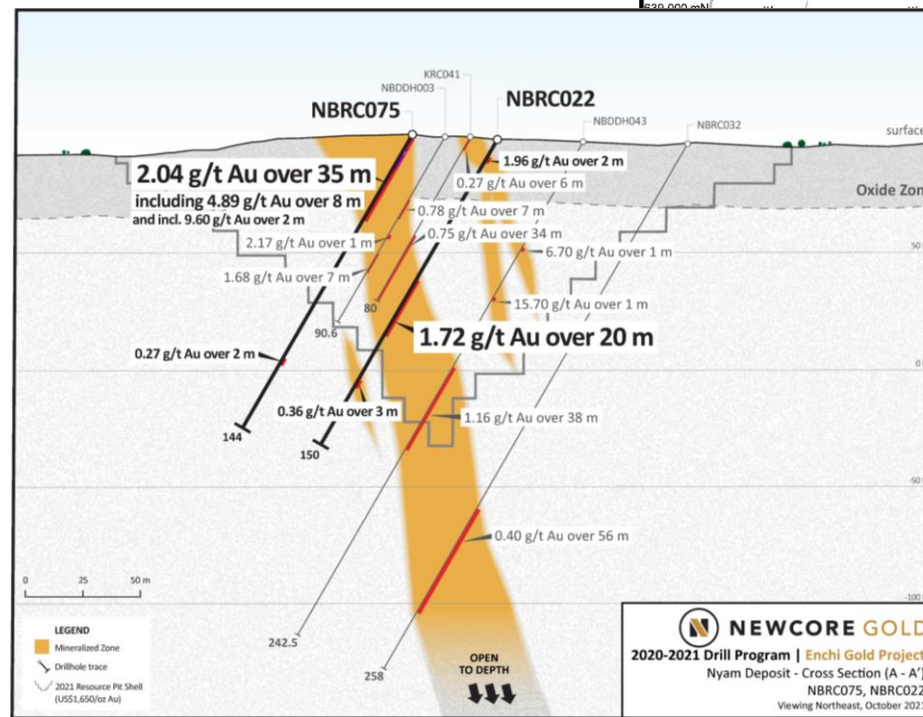 639,000 mN
KRC041
NBDDH003
NBRC075
NBRC022
NBDDH043
NBRC032
surface
2.04 g/t Au over 35 m
including 4.89 g/t Au over 8 m
and incl. 9.60 g/t Au over 2 m
1.96 g/t Au over 2 m
0.27 g/t Au over 6 m
Oxide Zon
0.78 g/t Au over 7 m
0.75 g/t Au over 34 m
2.17 g/t Au over 1 m
6.70 g/t Au over 1 m
50
1.68 g/t Au over 7 m
80
15.70 g/t Au over 1 m
90.6
1.72 g/t Au over 20 m
0.27 g/t Au over 2 m
0
0.36 g/t Au over 3 m
1.16 g/t Au over 38 m
144
150
-50
0.40 g/t Au over 56 m
0 25 50 m
-100
242.5
258
LEGEND
Mineralized Zone
Drillhole trace
2021 Resource Pit Shell
(US$1,650/oz Au)
OPEN
TO DEPTH
NEWCORE GOLD
2020-2021 Drill Program | Enchi Gold Project
Nyam Deposit - Cross Section (A - A')
NBRC075, NBRC022
Viewing Northeast, October 202